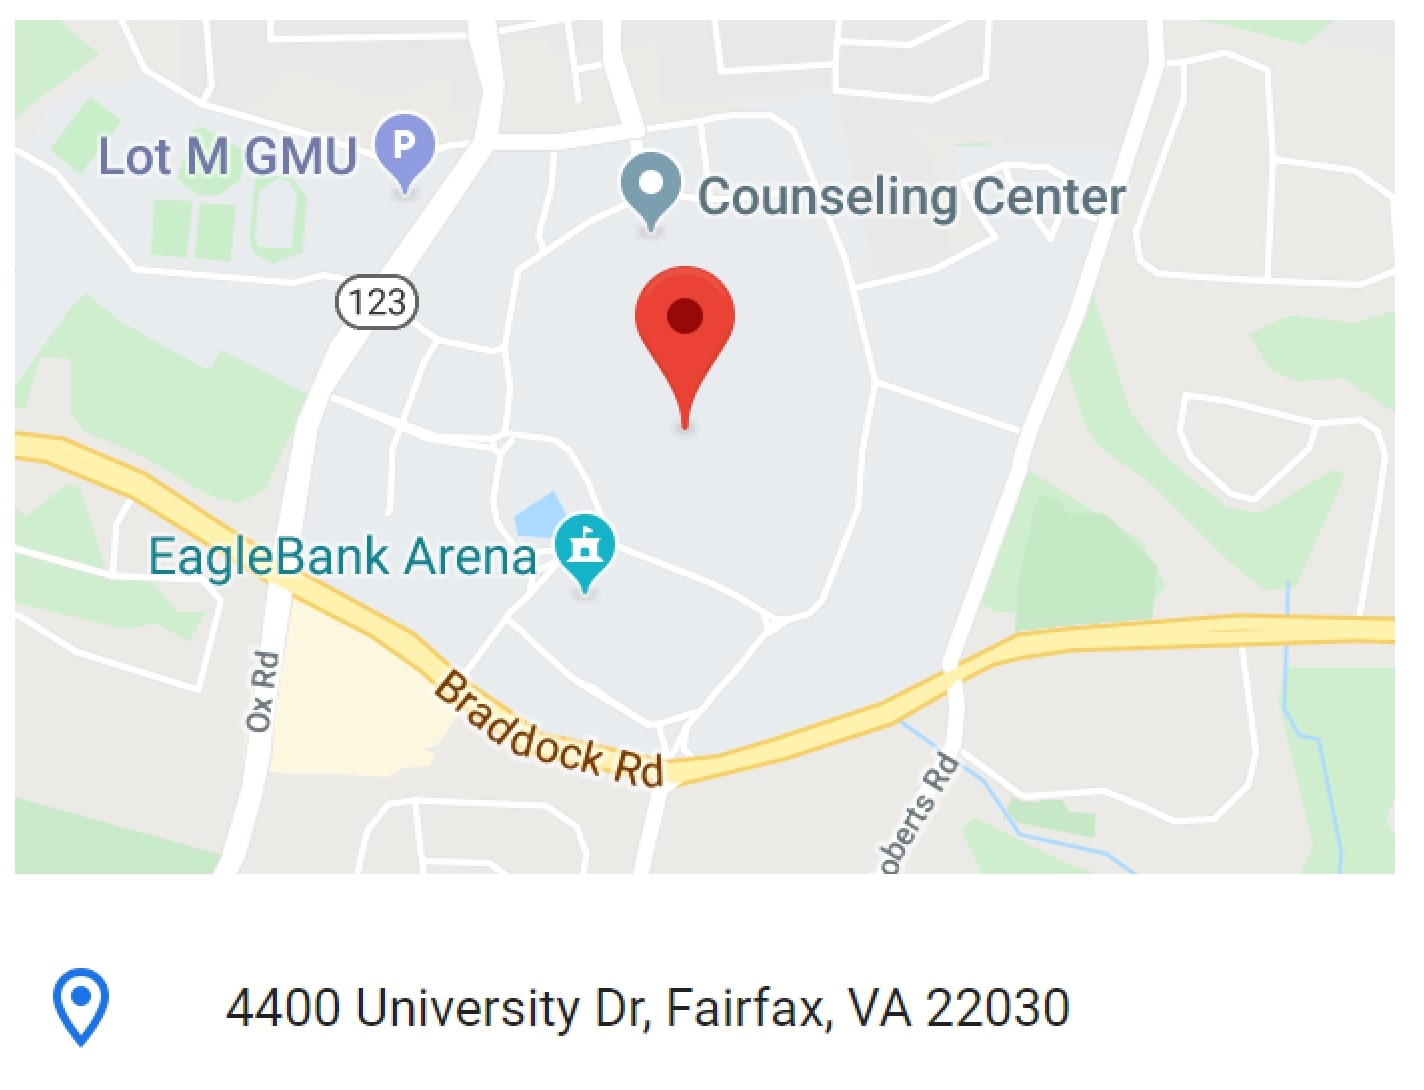 P
Lot M GMU
Counseling Center
123
EagleBank Arena
Ox Rd
Braddock Rd
oberts Rd
4400 University Dr, Fairfax, VA 22030